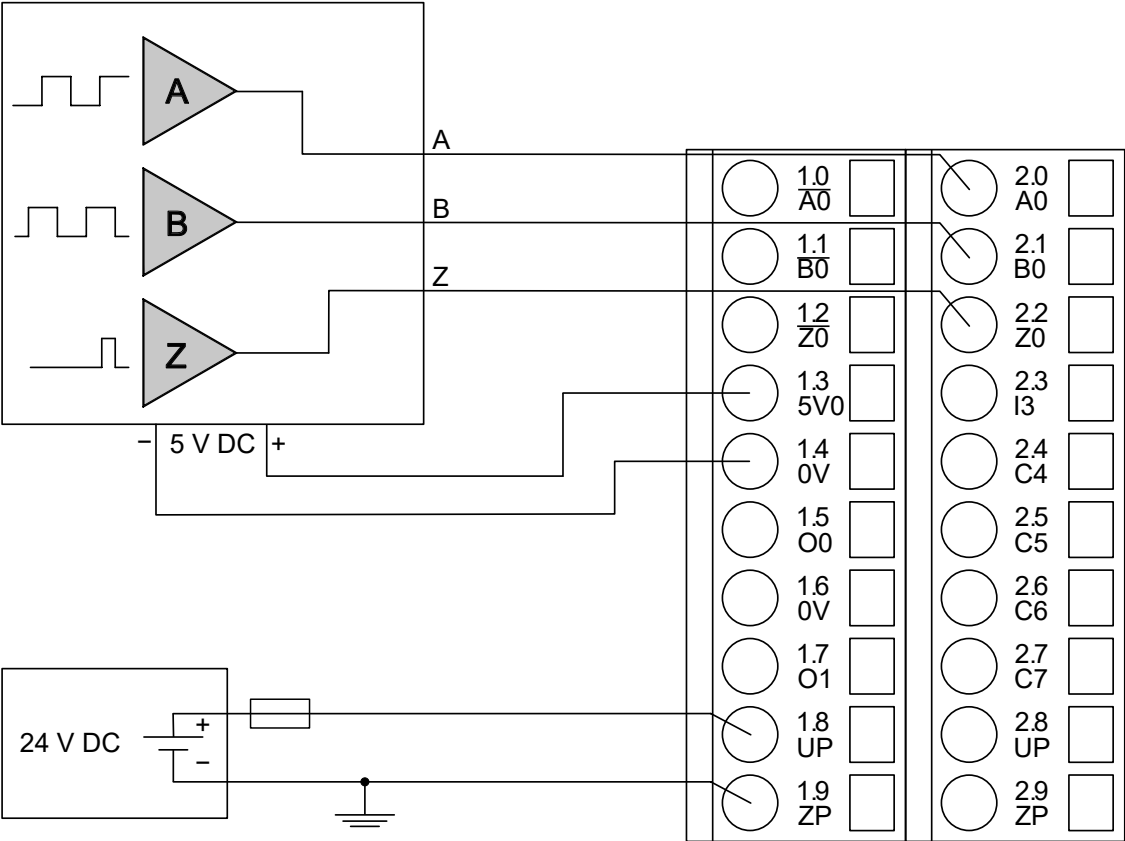 A
A
B
B
Z
Z
− 5 V DC +
24 V DC
+
−
1.0
A̅0̅
1.1
B̅0̅
1.2
Z̅0̅
1.3
5V0
1.4
0V
1.5
O0
1.6
0V
1.7
O1
1.8
UP
1.9
ZP
2.0
A0
2.1
B0
2.2
Z0
2.3
I3
2.4
C4
2.5
C5
2.6
C6
2.7
C7
2.8
UP
2.9
ZP